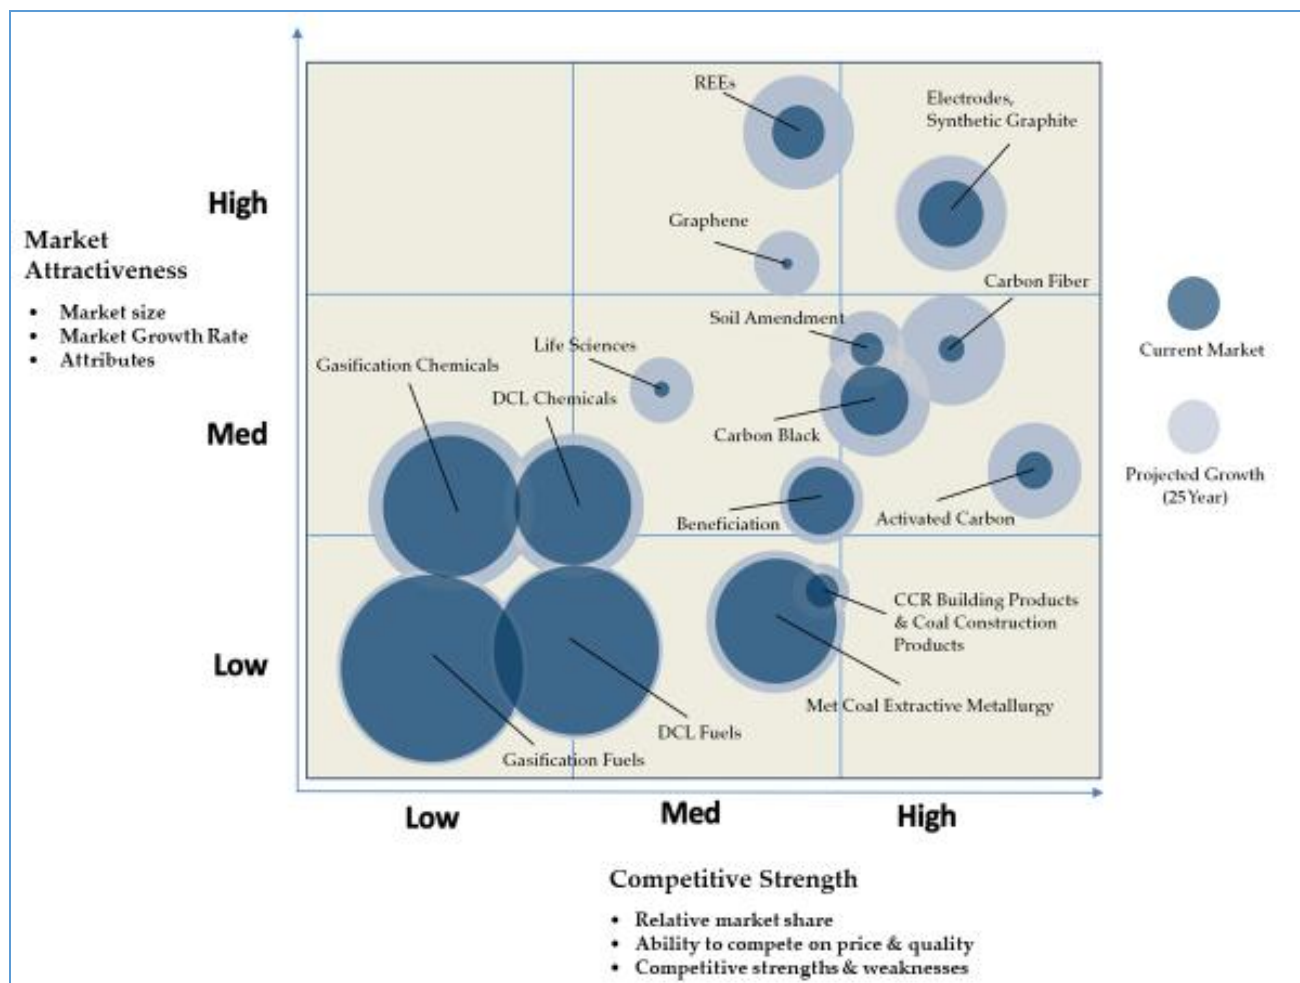 REEs
Electrodes,
Synthetic Graphite
High
Graphene
Market
Attractiveness
• Market size
• Market Growth Rate
• Attributes
Carbon Fiber
Soil Amendment
Life Sciences
Gasification Chemicals
DCL Chemicals
Current Market
Med
Carbon Black
Projected Growth
(25 Year)
Beneficiation
Activated Carbon
CCR Building Products
& Coal Construction
Products
Low
Met Coal Extractive Metallurgy
DCL Fuels
Gasification Fuels
Low
Med
High
Competitive Strength
• Relative market share
• Ability to compete on price & quality
• Competitive strengths & weaknesses